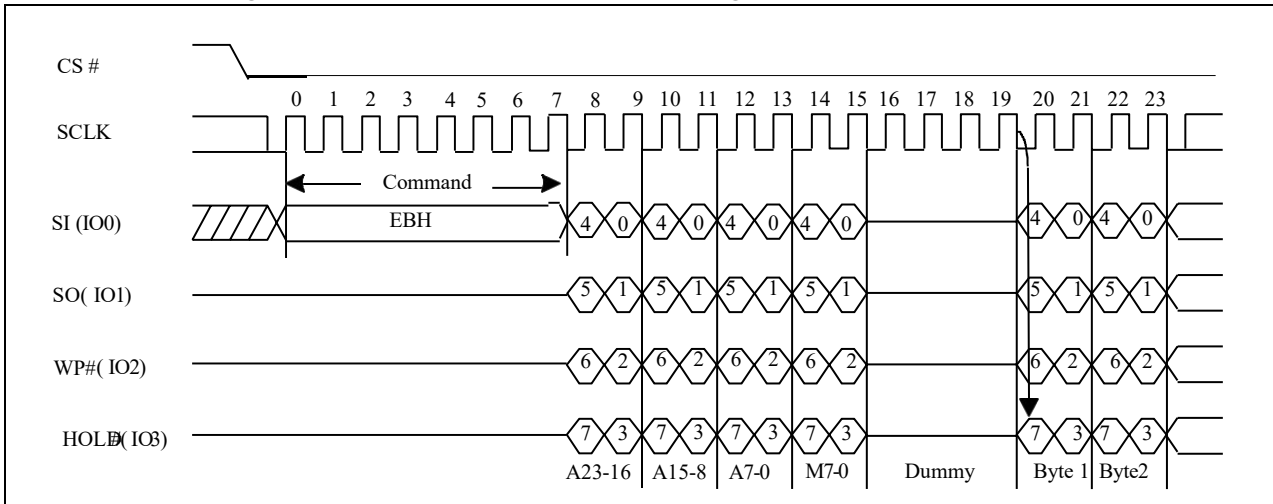 CS #
0 1 2 3 4 5 6 7 8 9 10 11 12 13 14 15 16 17 18 19 20 21 22 23
SCLK
Command
SI (IO0)
EBH
4 0 4 0 4 0 4 0 4 0 4 0
SO( IO1)
5 1 5 1 5 1 5 1 5 1 5 1
WP#( IO2)
6 2 6 2 6 2 6 2 6 2 6 2
HOLD#( IO3)
7 3 7 3 7 3 7 3 7 3 7 3
A23-16 A15-8 A7-0 M7-0 Dummy Byte 1 Byte2